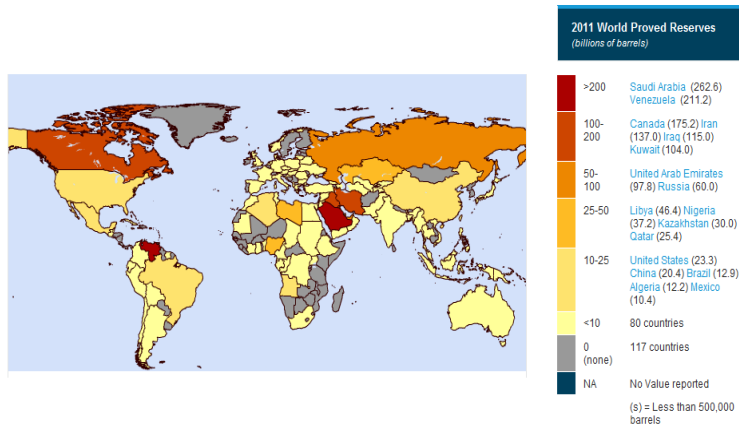 2011 World Proved Reserves
(billions of barrels)
>200 Saudi Arabia (262.6)
Venezuela (211.2)
100- Canada (175.2) Iran
200 (137.0) Iraq (115.0)
Kuwait (104.0)
50- United Arab Emirates
100 (97.8) Russia (60.0)
25-50 Libya (46.4) Nigeria
(37.2) Kazakhstan (30.0)
Qatar (25.4)
10-25 United States (23.3)
China (20.4) Brazil (12.9)
Algeria (12.2) Mexico
(10.4)
<10 80 countries
0 117 countries
(none)
NA No Value reported
(s) = Less than 500,000
barrels